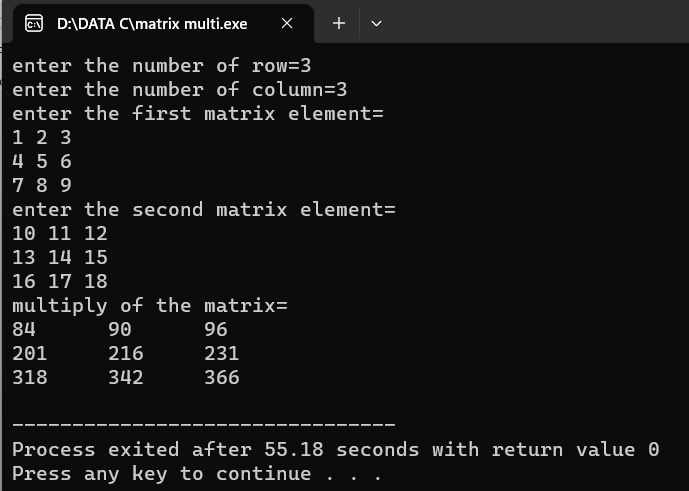 D:\DATA C\matrix multi.exe
enter the number of row=3
enter the number of column=3
enter the first matrix element=
1 2 3
4 5 6
7 8 9
enter the second matrix element=
10 11 12
13 14 15
16 17 18
multiply of the matrix=
84 90 96
201 216 231
318 342 366
--------------------------------
Process exited after 55.18 seconds with return value 0
Press any key to continue . . .